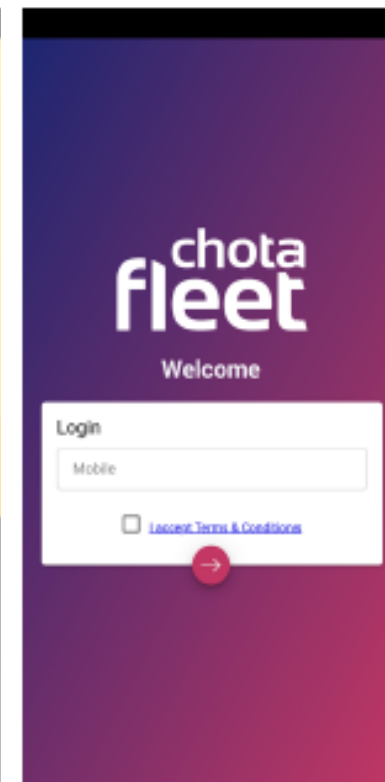 chota
fleet
Welcome
Login
Mobile
I accept Terms & Conditions